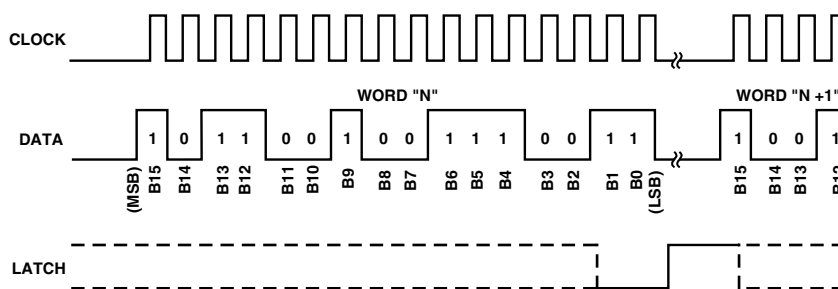 CLOCK
WORD "N" WORD "N +1"
DATA 1 0 1 1 0 0 1 0 0 1 1 1 0 0 1 1 1 0 0 1
(MSB) B15 B14 B13 B12 B11 B10 B9 B8 B7 B6 B5 B4 B3 B2 B1 B0 (LSB) B15 B14 B13 B12
LATCH